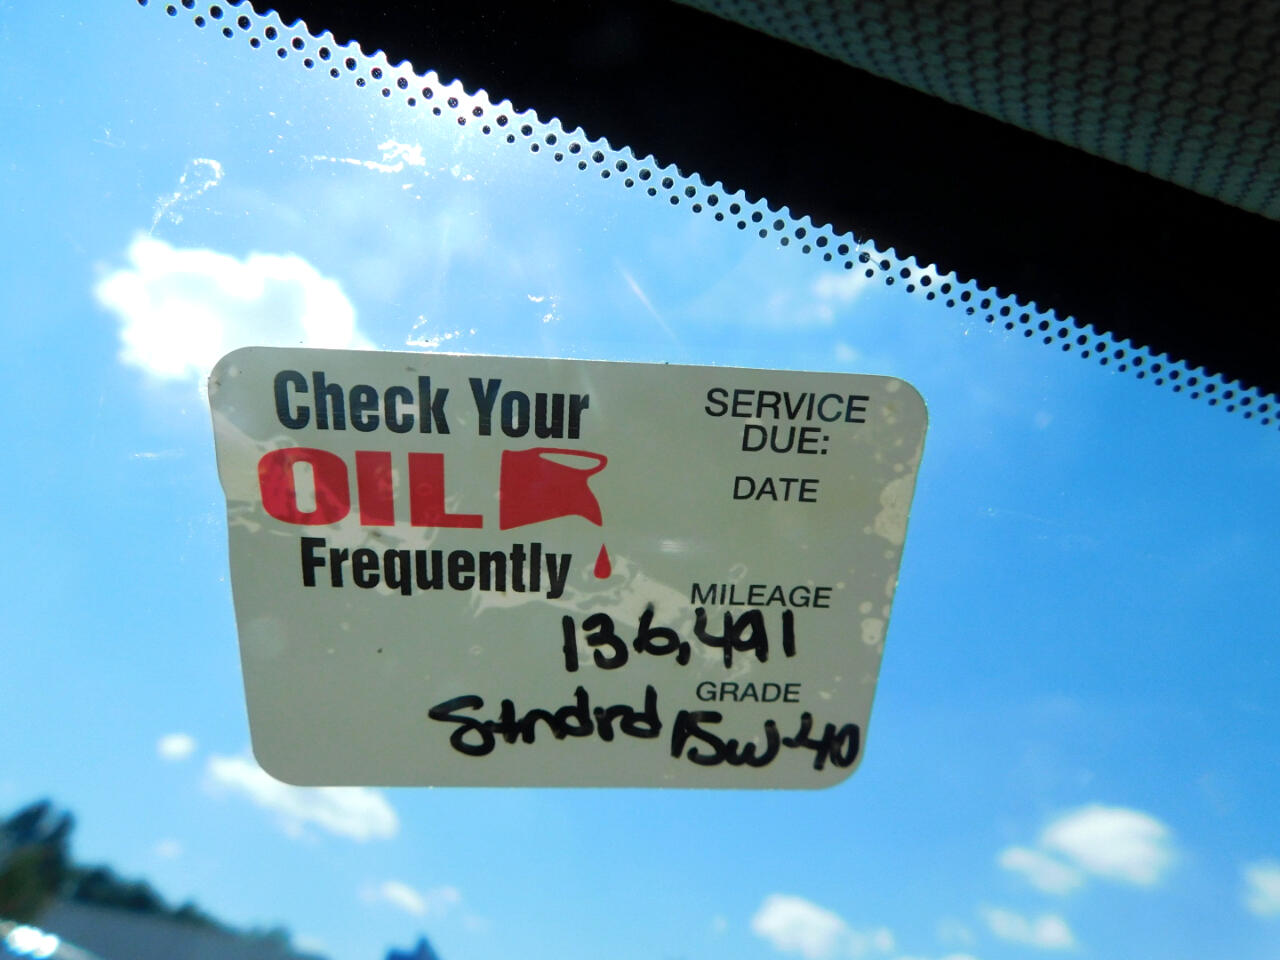 Check Your
OIL
Frequently
SERVICE
DUE:
DATE
MILEAGE
136,491
GRADE
Stndrd 15w-40